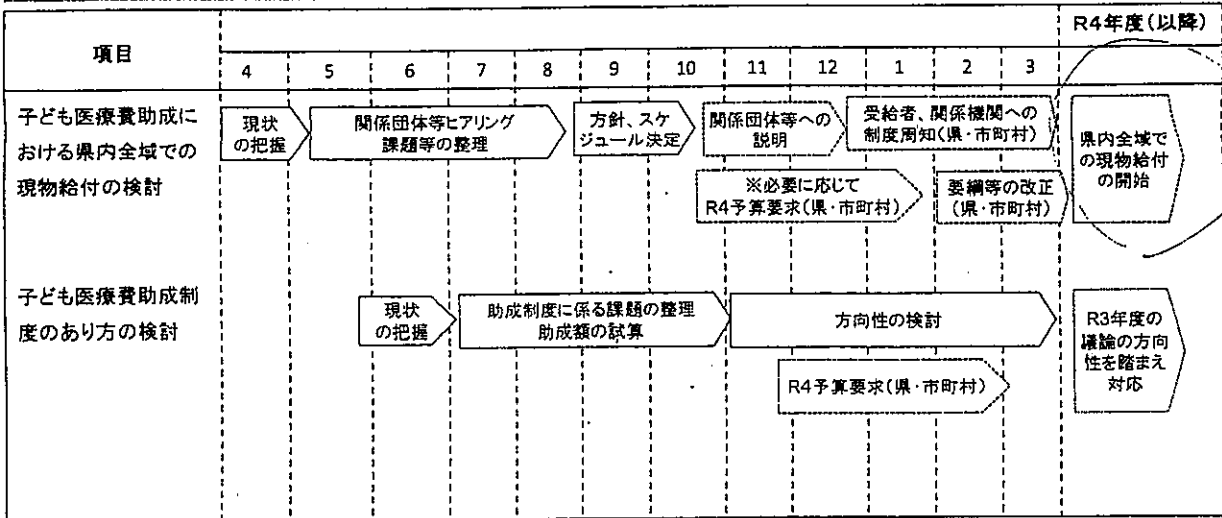 R4年度(以降)
項目
4 5 6 7 8 9 10 11 12 1 2 3
子ども医療費助成に
おける県内全域での
現物給付の検討
現状
の把握
関係団体等ヒアリング
課題等の整理
方針、スケ
ジュール決定
関係団体等への
説明
受給者、関係機関への
制度周知(県・市町村)
※必要に応じて
R4予算要求(県・市町村)
要綱等の改正
(県・市町村)
県内全域で
の現物給付
の開始
子ども医療費助成制
度のあり方の検討
現状
の把握
助成制度に係る課題の整理
助成額の試算
方向性の検討
R4予算要求(県・市町村)
R3年度の
議論の方向
性を踏まえ
対応